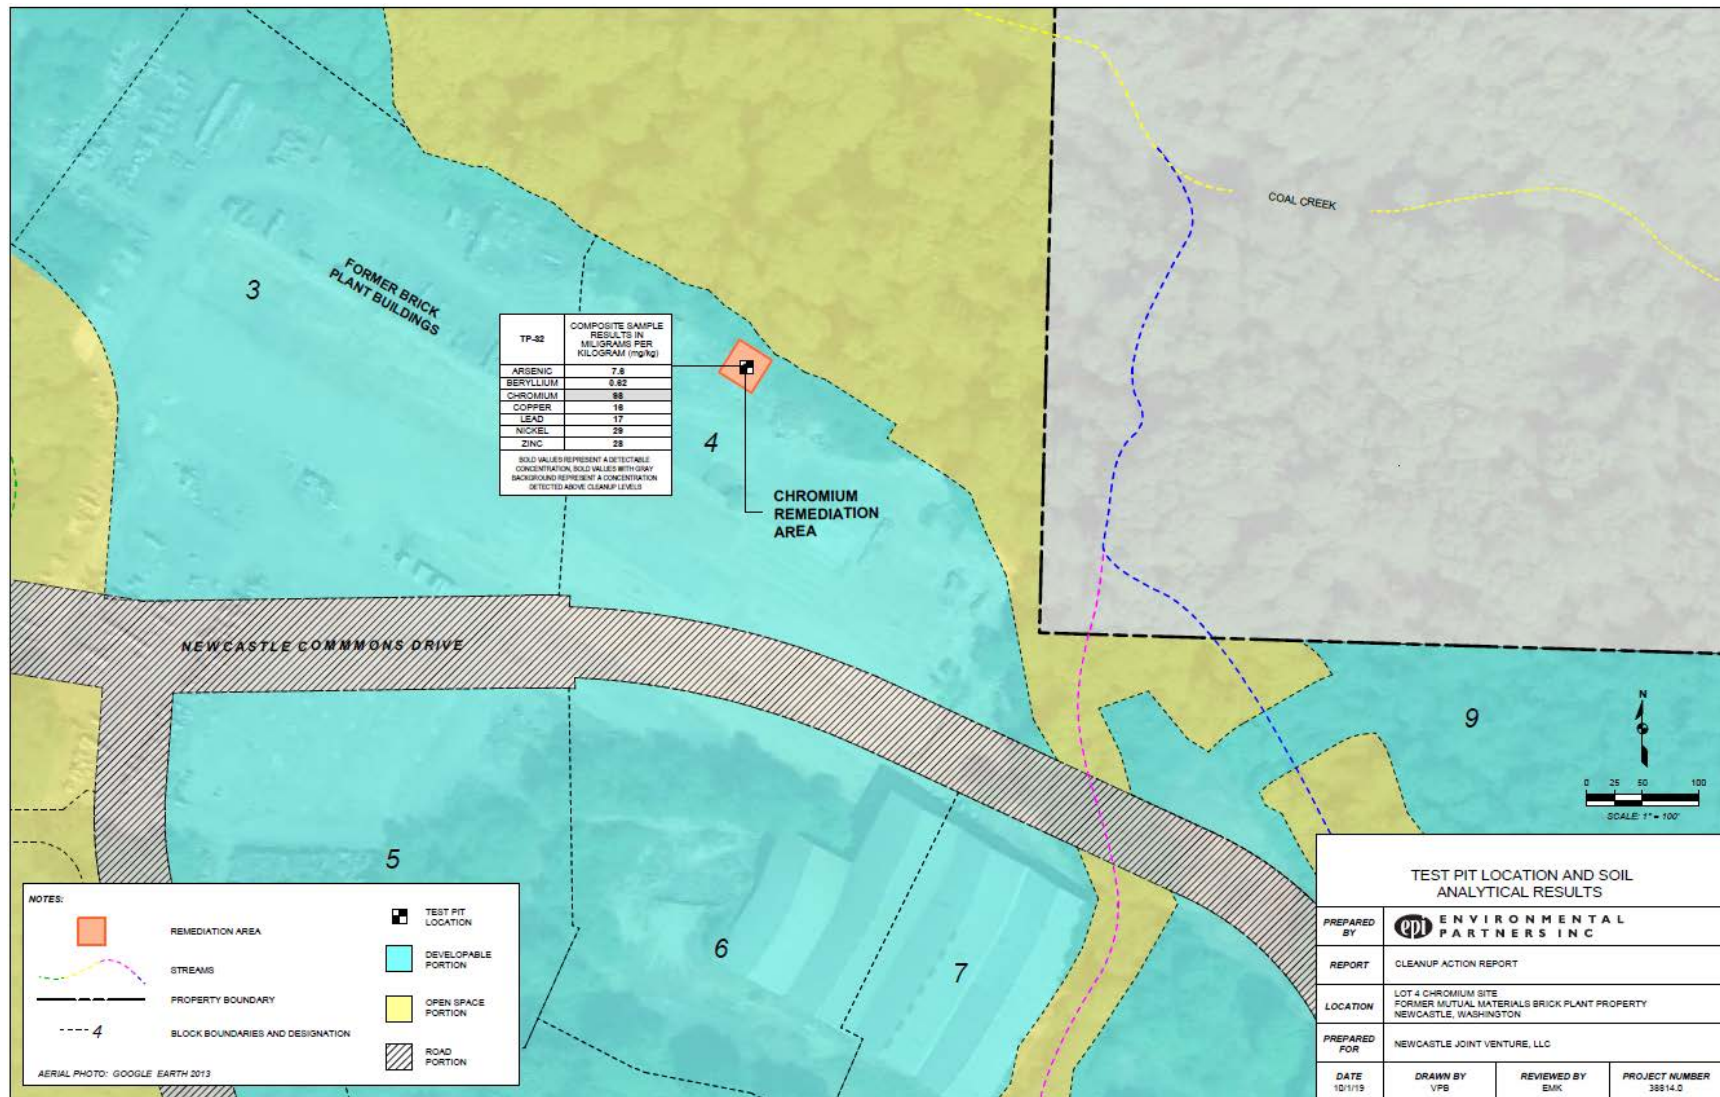 COAL CREEK
FORMER BRICK
PLANT BUILDINGS
3
TP-32
COMPOSITE SAMPLE
RESULTS IN
MILIGRAMS PER
KILOGRAM (mg/kg)
ARSENIC 7.8
BERYLLIUM 0.62
CHROMIUM 98
COPPER 16
LEAD 17
NICKEL 29
ZINC 28
BOLD VALUES REPRESENT A DETECTABLE
CONCENTRATION, BOLD VALUES WITH GRAY
BACKGROUND REPRESENT A CONCENTRATION
DETECTED ABOVE CLEANUP LEVELS
4
CHROMIUM
REMEDIATION
AREA
NEWCASTLE COMMMONS DRIVE
9
N
0 25 50 100
SCALE: 1" = 100'
5
6
7
NOTES:
REMEDIATION AREA
STREAMS
PROPERTY BOUNDARY
4 BLOCK BOUNDARIES AND DESIGNATION
TEST PIT
LOCATION
DEVELOPABLE
PORTION
OPEN SPACE
PORTION
ROAD
PORTION
AERIAL PHOTO: GOOGLE EARTH 2013
TEST PIT LOCATION AND SOIL
ANALYTICAL RESULTS
PREPARED
BY
epi ENVIRONMENTAL
PARTNERS INC
REPORT
CLEANUP ACTION REPORT
LOCATION
LOT 4 CHROMIUM SITE
FORMER MUTUAL MATERIALS BRICK PLANT PROPERTY
NEWCASTLE, WASHINGTON
PREPARED
FOR
NEWCASTLE JOINT VENTURE, LLC
DATE
10/1/19
DRAWN BY
VPB
REVIEWED BY
EMK
PROJECT NUMBER
38814.0